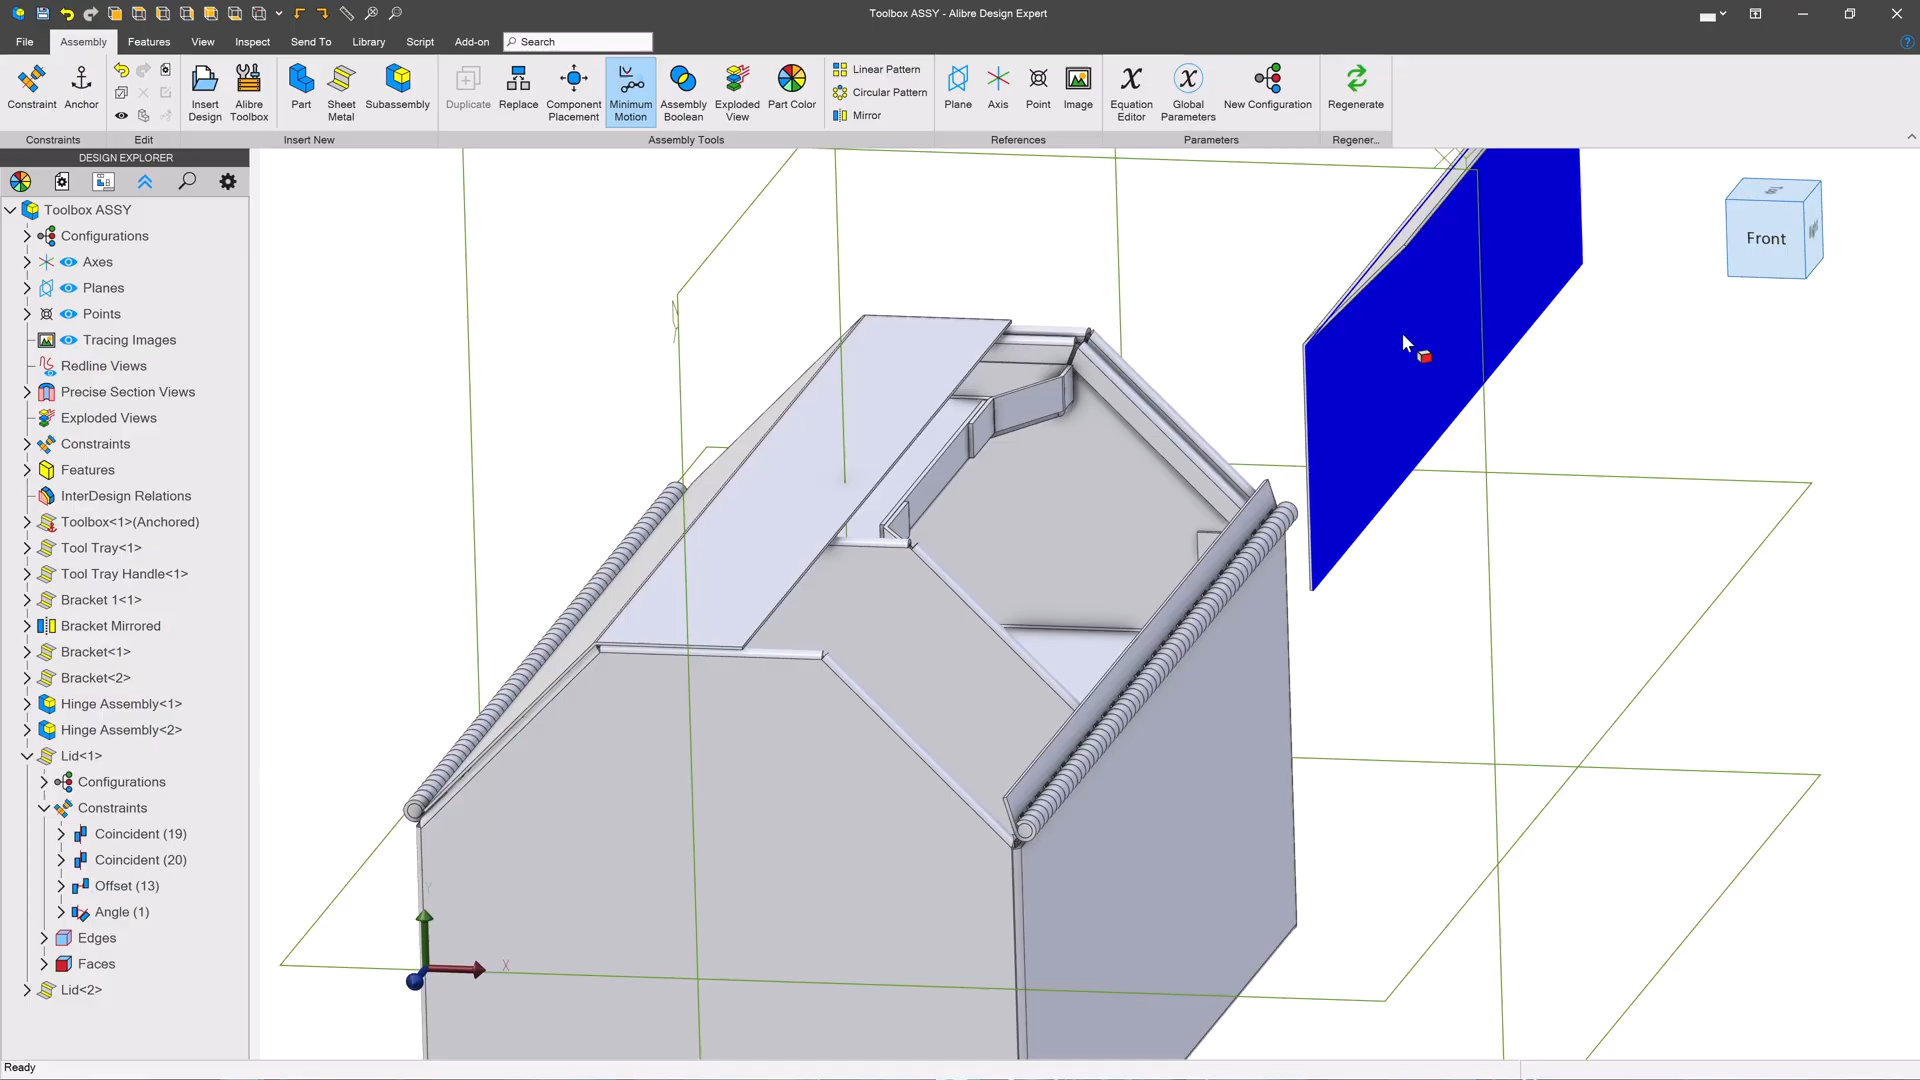 Toolbox ASSY - Alibre Design Expert
File Assembly Features View Inspect Send To Library Script Add-on Search
Constraint Anchor Insert Design Alibre Toolbox Part Sheet Metal Subassembly Duplicate Replace Component Placement Minimum Motion Assembly Boolean Exploded View Part Color Linear Pattern Circular Pattern Mirror Plane Axis Point Image Equation Editor Global Parameters New Configuration Regenerate
Constraints Edit Insert New Assembly Tools References Parameters Regener...
DESIGN EXPLORER
Toolbox ASSY
Configurations
Axes
Planes
Points
Tracing Images
Redline Views
Precise Section Views
Exploded Views
Constraints
Features
InterDesign Relations
Toolbox<1>(Anchored)
Tool Tray<1>
Tool Tray Handle<1>
Bracket 1<1>
Bracket Mirrored
Bracket<1>
Bracket<2>
Hinge Assembly<1>
Hinge Assembly<2>
Lid<1>
Configurations
Constraints
Coincident (19)
Coincident (20)
Offset (13)
Angle (1)
Edges
Faces
Lid<2>
Top
Front
Right
Y
X
Ready